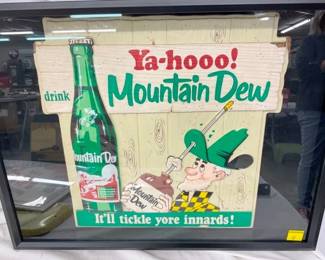 Ya-hooo!
drink Mountain Dew
Mountain Dew
Mountain
Dew
It'll tickle yore innards!